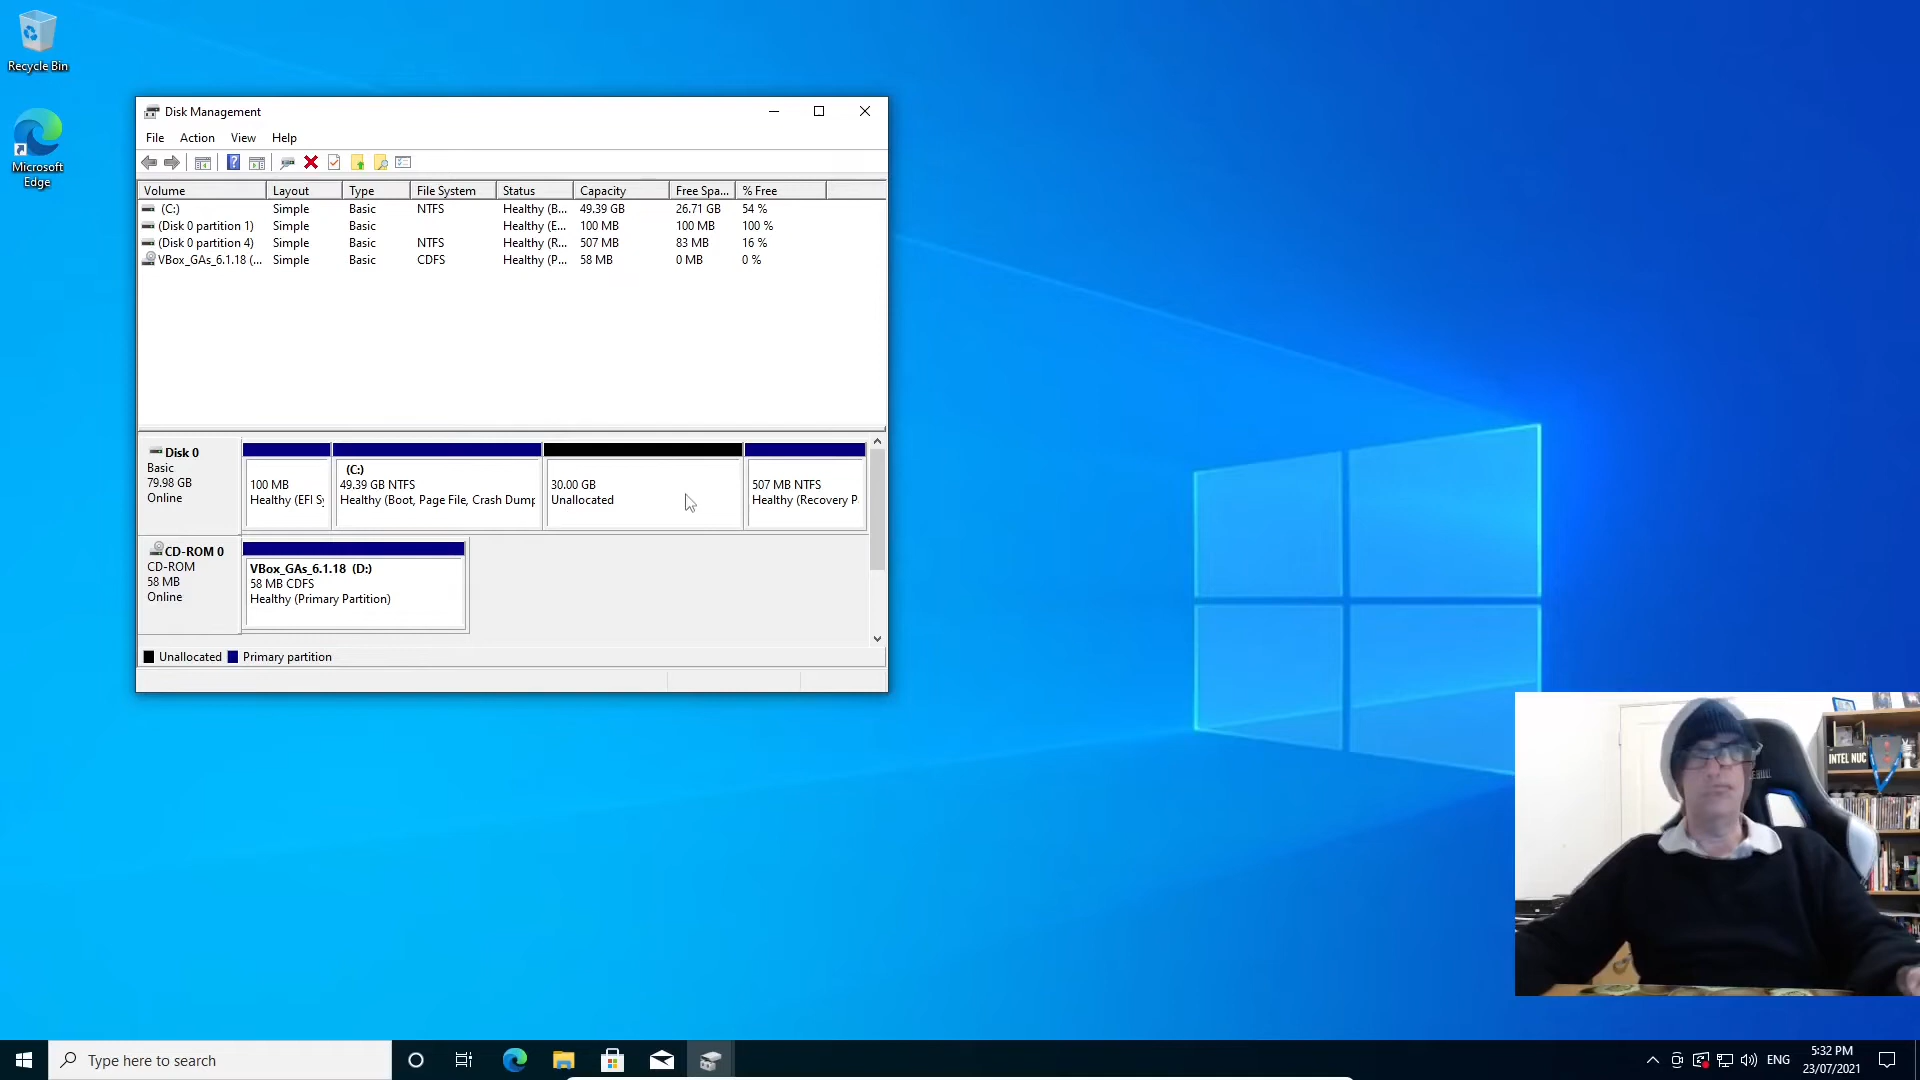 Recycle Bin
Microsoft
Edge
Disk Management
File Action View Help
Volume Layout Type File System Status Capacity Free Spa... % Free
(C:) Simple Basic NTFS Healthy (B... 49.39 GB 26.71 GB 54 %
(Disk 0 partition 1) Simple Basic Healthy (E... 100 MB 100 MB 100 %
(Disk 0 partition 4) Simple Basic NTFS Healthy (R... 507 MB 83 MB 16 %
VBox_GAs_6.1.18 (... Simple Basic CDFS Healthy (P... 58 MB 0 MB 0 %
Disk 0
Basic
79.98 GB
Online
100 MB
Healthy (EFI Sy
(C:)
49.39 GB NTFS
Healthy (Boot, Page File, Crash Dump
30.00 GB
Unallocated
507 MB NTFS
Healthy (Recovery P
CD-ROM 0
CD-ROM
58 MB
Online
VBox_GAs_6.1.18 (D:)
58 MB CDFS
Healthy (Primary Partition)
Unallocated Primary partition
INTEL NUC
Type here to search
ENG
5:32 PM
23/07/2021